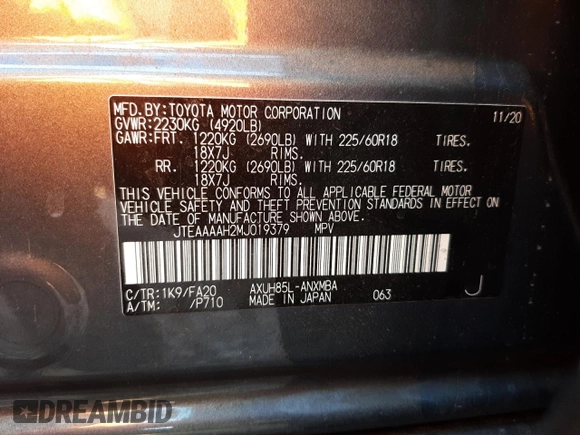 MFD.BY:TOYOTA MOTOR CORPORATION 11/20
GVWR:2230KG (4920LB)
GAWR:FRT. 1220KG (2690LB) WITH 225/60R18 TIRES.
18X7J RIMS.
RR. 1220KG (2690LB) WITH 225/60R18 TIRES.
18X7J RIMS.
THIS VEHICLE CONFORMS TO ALL APPLICABLE FEDERAL MOTOR
VEHICLE SAFETY AND THEFT PREVENTION STANDARDS IN EFFECT ON
THE DATE OF MANUFACTURE SHOWN ABOVE.
JTEAAAAH2MJ019379 MPV
C/TR:1K9/FA20 AXUH85L-ANXMBA J
A/TM: /P710 MADE IN JAPAN 063
DREAMBID